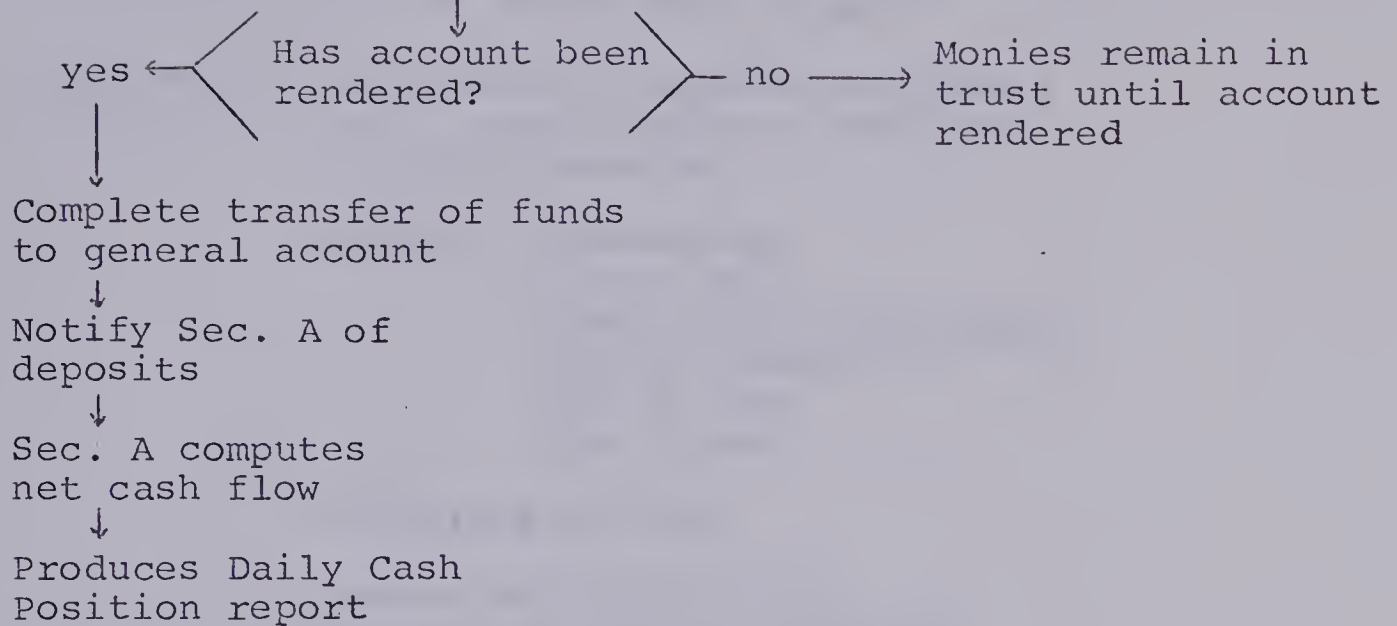 yes
Has account been
rendered?
no
Monies remain in
trust until account
rendered
Complete transfer of funds
to general account
Notify Sec. A of
deposits
Sec. A computes
net cash flow
Produces Daily Cash
Position report